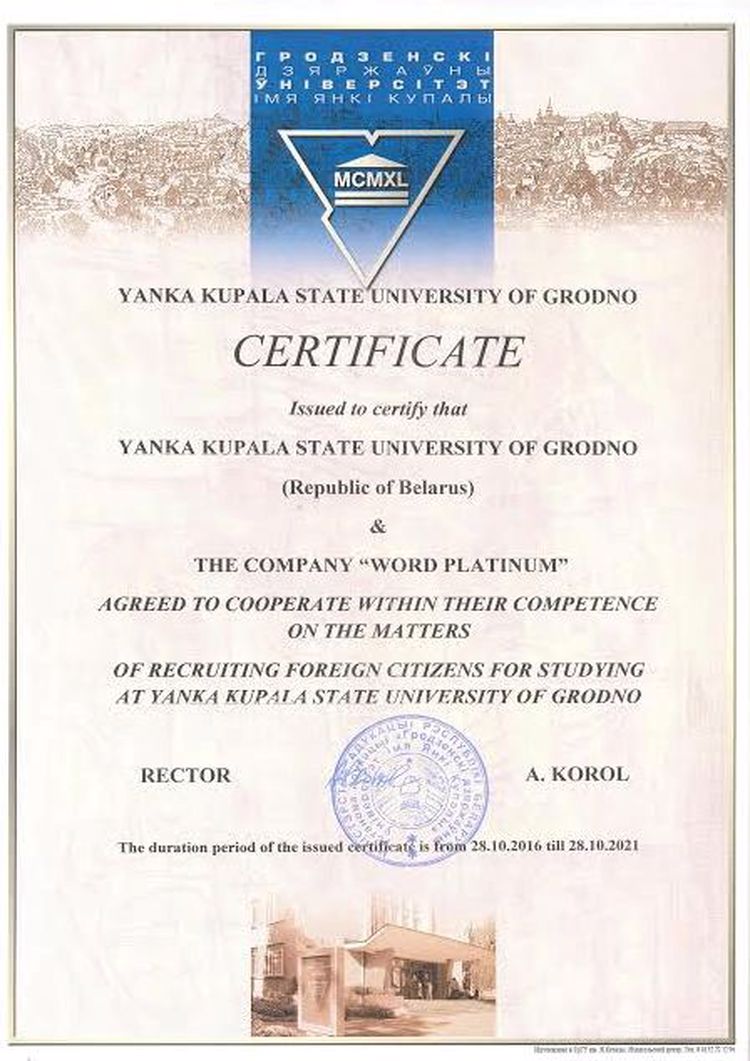 ГРОДЗЕНСКІ
ДЗЯРЖАЎНЫ
ЎНІВЕРСІТЭТ
ІМЯ ЯНКІ КУПАЛЫ
MCMXL
YANKA KUPALA STATE UNIVERSITY OF GRODNO
CERTIFICATE
Issued to certify that
YANKA KUPALA STATE UNIVERSITY OF GRODNO
(Republic of Belarus)
&
THE COMPANY “WORD PLATINUM”
AGREED TO COOPERATE WITHIN THEIR COMPETENCE
ON THE MATTERS
OF RECRUITING FOREIGN CITIZENS FOR STUDYING
AT YANKA KUPALA STATE UNIVERSITY OF GRODNO
RECTOR
A. KOROL
The duration period of the issued certificate is from 28.10.2016 till 28.10.2021